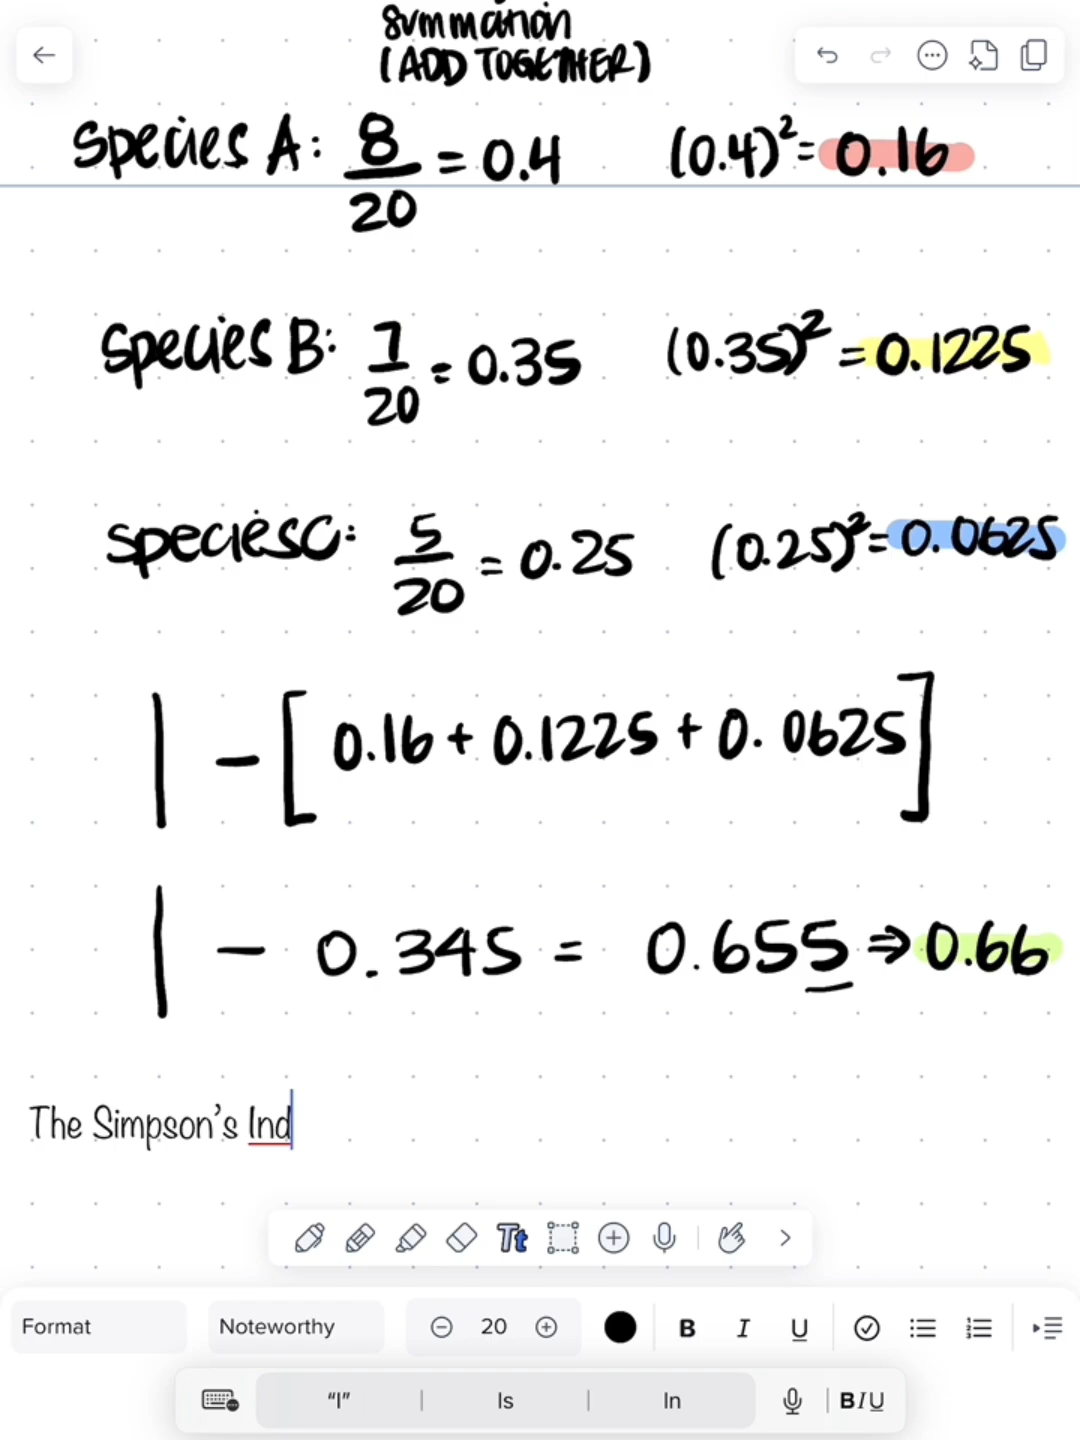 summation
(ADD TOGETHER)
Species A: 8/20 = 0.4 (0.4)² = 0.16
Species B: 7/20 = 0.35 (0.35)² = 0.1225
Species C: 5/20 = 0.25 (0.25)² = 0.0625
1 - [0.16 + 0.1225 + 0.0625]
1 - 0.345 = 0.655 ⇒ 0.66
The Simpson's Ind
Tt
Format Noteworthy 20 B I U
"I" Is In BIU